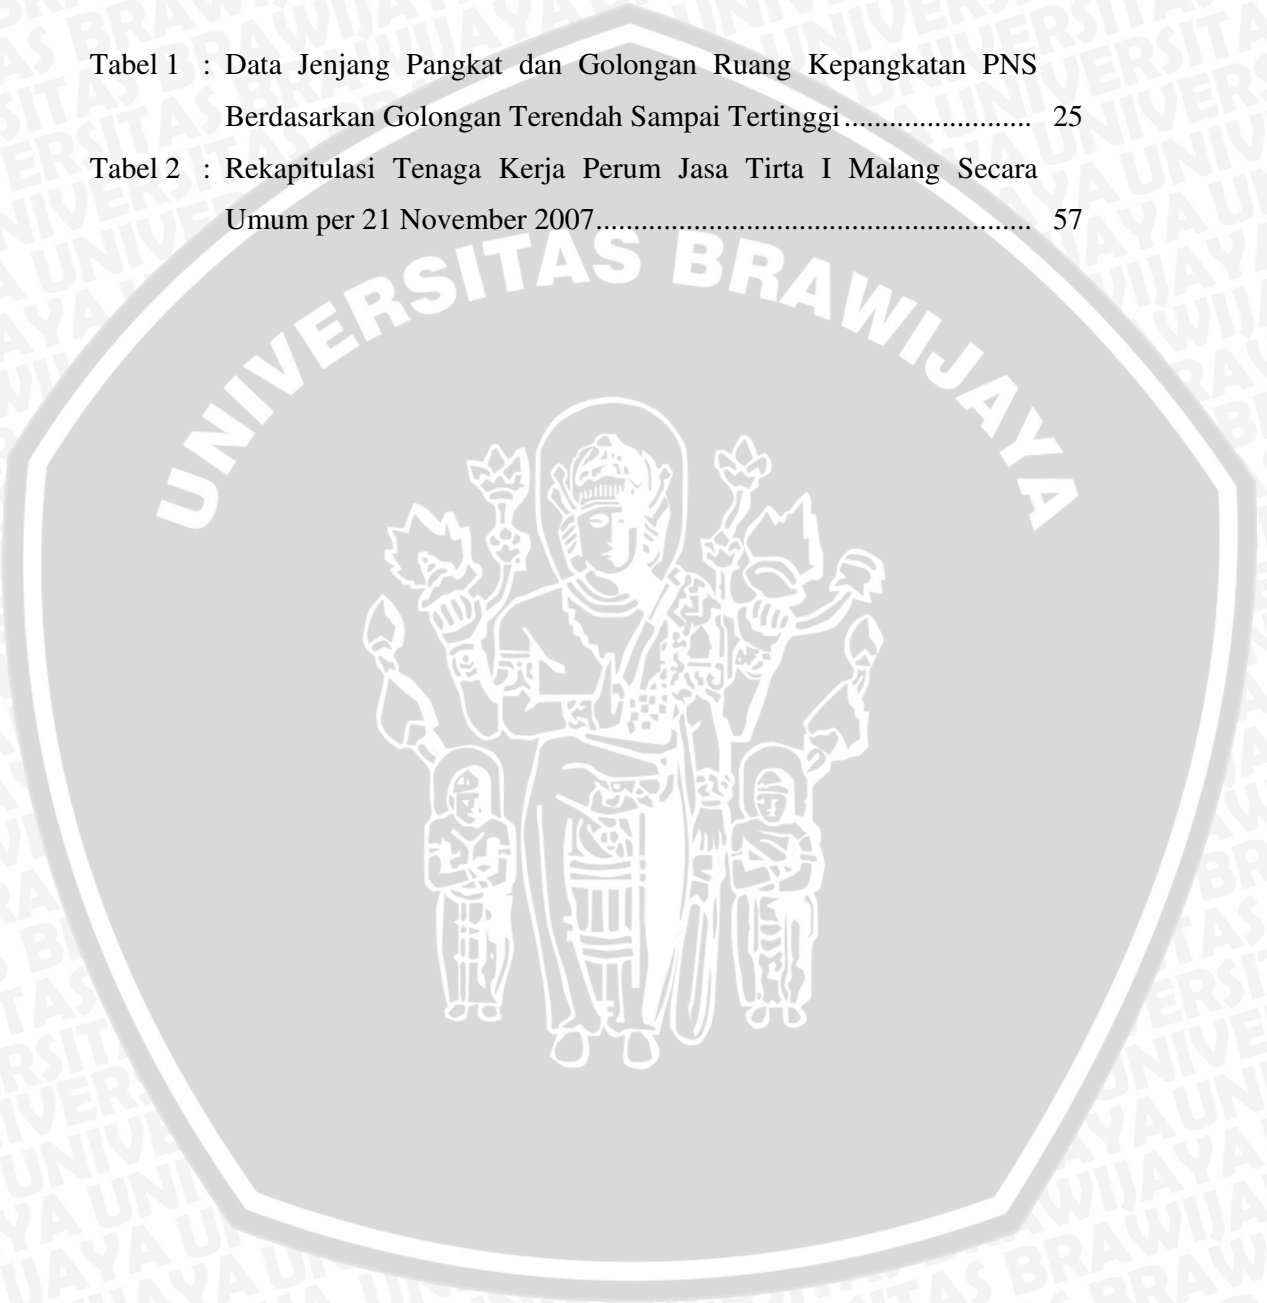 Tabel 1 : Data Jenjang Pangkat dan Golongan Ruang Kepangkatan PNS
Berdasarkan Golongan Terendah Sampai Tertinggi ......................... 25
Tabel 2 : Rekapitulasi Tenaga Kerja Perum Jasa Tirta I Malang Secara
Umum per 21 November 2007.......................................................... 57
UNIVERSITAS BRAWIJAYA